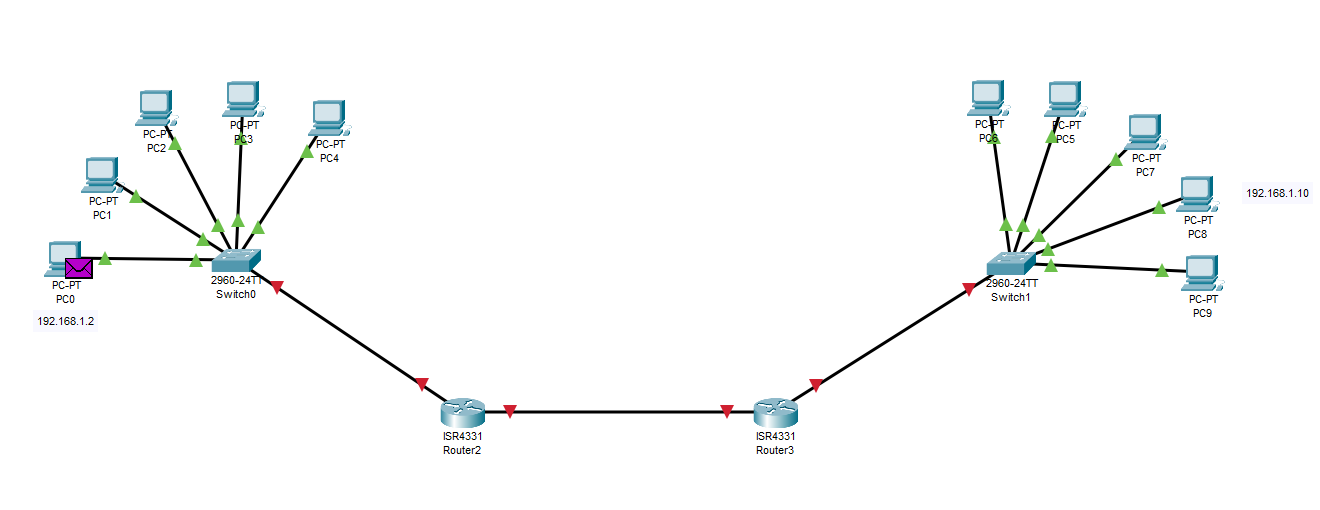 PC-PT
PC0
192.168.1.2
PC-PT
PC1
PC-PT
PC2
PC-PT
PC3
PC-PT
PC4
2960-24TT
Switch0
ISR4331
Router2
ISR4331
Router3
2960-24TT
Switch1
PC-PT
PC6
PC-PT
PC5
PC-PT
PC7
PC-PT
PC8
192.168.1.10
PC-PT
PC9